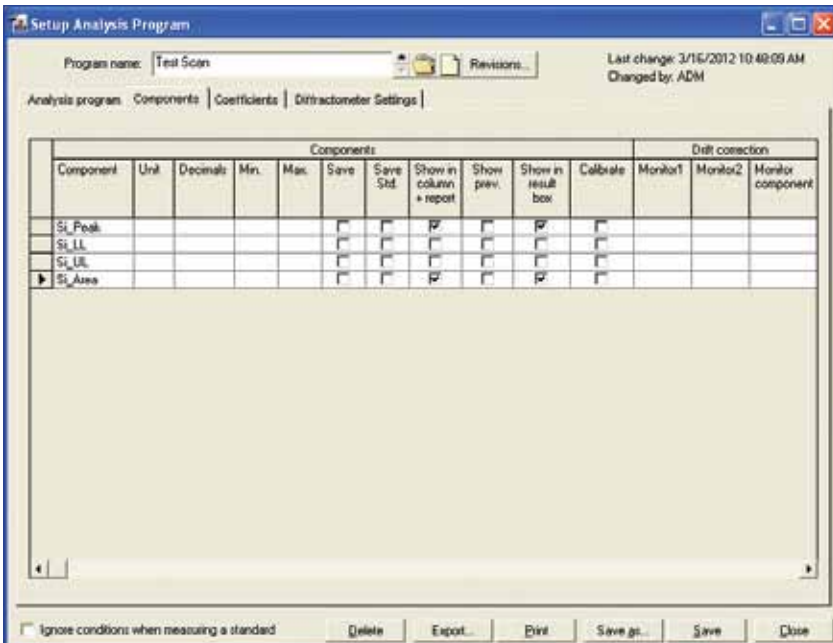 Setup Analysis Program
Program name: Test Scan Revisions... Last change: 3/16/2012 10:48:09 AM
Changed by: ADM
Analysis program Components Coefficients Diffractometer Settings
Components Drift correction
Component Unit Decimals Min. Max. Save Save Std. Show in column + report Show prev. Show in result box Calibrate Monitor1 Monitor2 Monitor component
Si_Peak
Si_LL
Si_UL
Si_Area
Ignore conditions when measuring a standard Delete Export... Print Save as... Save Close